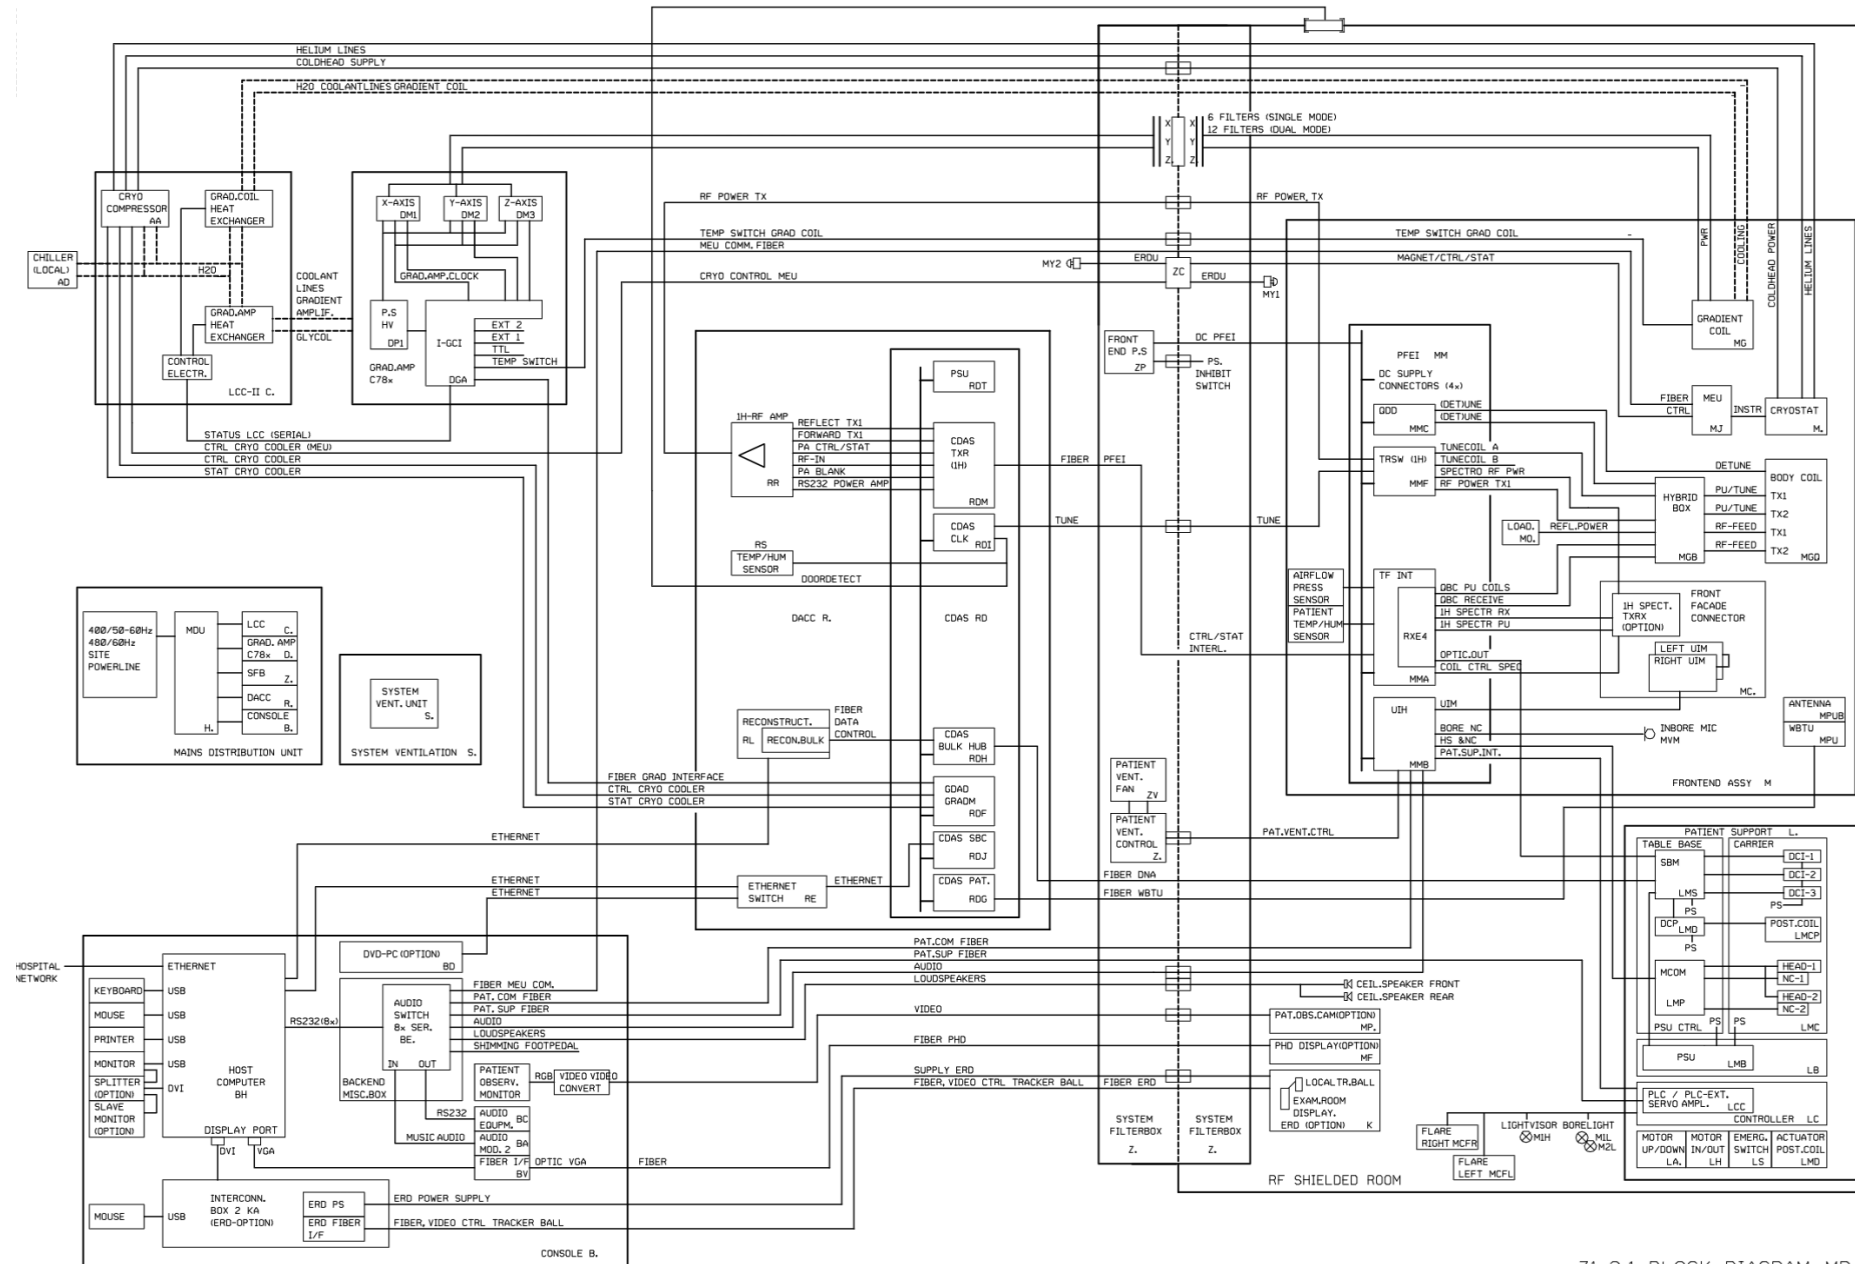 HELIUM LINES
COLDHEAD SUPPLY
H2O COOLANTLINES GRADIENT COIL
6 FILTERS (SINGLE MODE)
12 FILTERS (DUAL MODE)
X
Y
Z.
X
Y
Z
CRYO
COMPRESSOR
AA
GRAD.COIL
HEAT
EXCHANGER
CHILLER
(LOCAL)
AD
H2O
GRAD.AMP
HEAT
EXCHANGER
CONTROL
ELECTR.
LCC-II C.
COOLANT
LINES
GRADIENT
AMPLIF.
GLYCOL
X-AXIS
DM1
Y-AXIS
DM2
Z-AXIS
DM3
GRAD.AMP.CLOCK
P.S
HV
DP1
I-GCI
DGA
EXT 2
EXT 1
TTL
TEMP SWITCH
GRAD.AMP
C78x
STATUS LCC (SERIAL)
CTRL CRYO COOLER (MEU)
CTRL CRYO COOLER
STAT CRYO COOLER
RF POWER TX
RF POWER, TX
TEMP SWITCH GRAD COIL
MEU COMM.FIBER
CRYO CONTROL MEU
MY2
ERDU
ZC
ERDU
MY1
TEMP SWITCH GRAD COIL
MAGNET/CTRL/STAT
PWR
COOLING
COLDHEAD POWER
HELIUM LINES
GRADIENT
COIL
MG
FRONT
END P.S
ZP
DC PFEI
PS.
INHIBIT
SWITCH
PFEI MM
DC SUPPLY
CONNECTORS (4x)
QDD
MMC
(DET)UNE
(DET)UNE
FIBER
CTRL
MEU
MJ
INSTR
CRYOSTAT
M.
PSU
RDT
1H-RF AMP
RR
REFLECT TX1
FORWARD TX1
PA CTRL/STAT
RF-IN
PA BLANK
RS232 POWER AMP
CDAS
TXR
(1H)
RDM
FIBER PFEI
CDAS
CLK
RDI
TUNE
TUNE
RS
TEMP/HUM
SENSOR
DOORDETECT
DACC R.
CDAS RD
TRSW (1H)
MMF
TUNECOIL A
TUNECOIL B
SPECTRO RF PWR
RF POWER TX1
DETUNE
HYBRID
BOX
MGB
LOAD.
MO.
REFL.POWER
PU/TUNE
PU/TUNE
RF-FEED
RF-FEED
BODY COIL
TX1
TX2
TX1
TX2
MGQ
AIRFLOW
PRESS
SENSOR
PATIENT
TEMP/HUM
SENSOR
TF INT
RXE4
MMA
QBC PU COILS
QBC RECEIVE
1H SPECTR RX
1H SPECTR PU
OPTIC.OUT
COIL CTRL SPEC
1H SPECT.
TXRX
(OPTION)
FRONT
FACADE
CONNECTOR
LEFT UIM
RIGHT UIM
MC.
CTRL/STAT
INTERL.
UIH
MMB
UIM
BORE NC
HS &NC
PAT.SUP.INT.
INBORE MIC
MVM
ANTENNA
MPUB
WBTU
MPU
FRONTEND ASSY M
400/50-60Hz
480/60Hz
SITE
POWERLINE
MDU
H.
LCC
C.
GRAD. AMP
C78x D.
SFB
Z.
DACC
R.
CONSOLE
B.
MAINS DISTRIBUTION UNIT
SYSTEM
VENT.UNIT
S.
SYSTEM VENTILATION S.
RECONSTRUCT.
RL
RECON.BULK
FIBER
DATA
CONTROL
CDAS
BULK HUB
RDH
FIBER GRAD INTERFACE
CTRL CRYO COOLER
STAT CRYO COOLER
GDAD
GRADM
RDF
CDAS SBC
RDJ
CDAS PAT.
RDG
ETHERNET
ETHERNET
ETHERNET
ETHERNET
SWITCH RE
ETHERNET
PATIENT
VENT.
FAN
ZV
PATIENT
VENT.
CONTROL
Z.
PAT.VENT.CTRL
FIBER DNA
FIBER WBTU
PATIENT SUPPORT L.
TABLE BASE
CARRIER
SBM
LMS
PS
DCI-1
DCI-2
DCI-3
PS
DCP
LMD
PS
POST.COIL
LMCP
MCOM
LMP
HEAD-1
NC-1
HEAD-2
NC-2
PSU CTRL
PS
PS
LMC
PSU
LMB
LB
PLC / PLC-EXT.
SERVO AMPL.
LCC
CONTROLLER LC
MOTOR
UP/DOWN
LA.
MOTOR
IN/OUT
LH
EMERG.
SWITCH
LS
ACTUATOR
POST.COIL
LMD
HOSPITAL
NETWORK
ETHERNET
KEYBOARD
USB
MOUSE
USB
PRINTER
USB
MONITOR
USB
SPLITTER
(OPTION)
DVI
SLAVE
MONITOR
(OPTION)
HOST
COMPUTER
BH
DISPLAY PORT
DVI
VGA
RS232(8x)
DVD-PC(OPTION)
BD
AUDIO
SWITCH
8x SER.
BE.
IN
OUT
BACKEND
MISC.BOX
FIBER MEU COM.
PAT. COM FIBER
PAT. SUP FIBER
AUDIO
LOUDSPEAKERS
SHIMMING FOOTPEDAL
PATIENT
OBSERV.
MONITOR
RGB
VIDEO VIDEO
CONVERT
RS232
AUDIO
EQUPM.
BC
MUSIC AUDIO
AUDIO
MOD. 2
BA
FIBER I/F
BV
OPTIC VGA
FIBER
MOUSE
USB
INTERCONN.
BOX 2 KA
(ERD-OPTION)
ERD PS
ERD FIBER
I/F
ERD POWER SUPPLY
FIBER, VIDEO CTRL TRACKER BALL
CONSOLE B.
PAT.COM FIBER
PAT.SUP FIBER
AUDIO
LOUDSPEAKERS
VIDEO
FIBER PHD
SUPPLY ERD
FIBER, VIDEO CTRL TRACKER BALL
FIBER ERD
CEIL.SPEAKER FRONT
CEIL.SPEAKER REAR
PAT.OBS.CAM(OPTION)
MP.
PHD DISPLAY(OPTION)
MF
LOCALTR.BALL
EXAM.ROOM
DISPLAY.
ERD (OPTION)
K
SYSTEM
FILTERBOX
Z.
SYSTEM
FILTERBOX
Z.
FLARE
RIGHT MCFR
FLARE
LEFT MCFL
LIGHTVISOR
M1H
BORELIGHT
M1L
M2L
RF SHIELDED ROOM